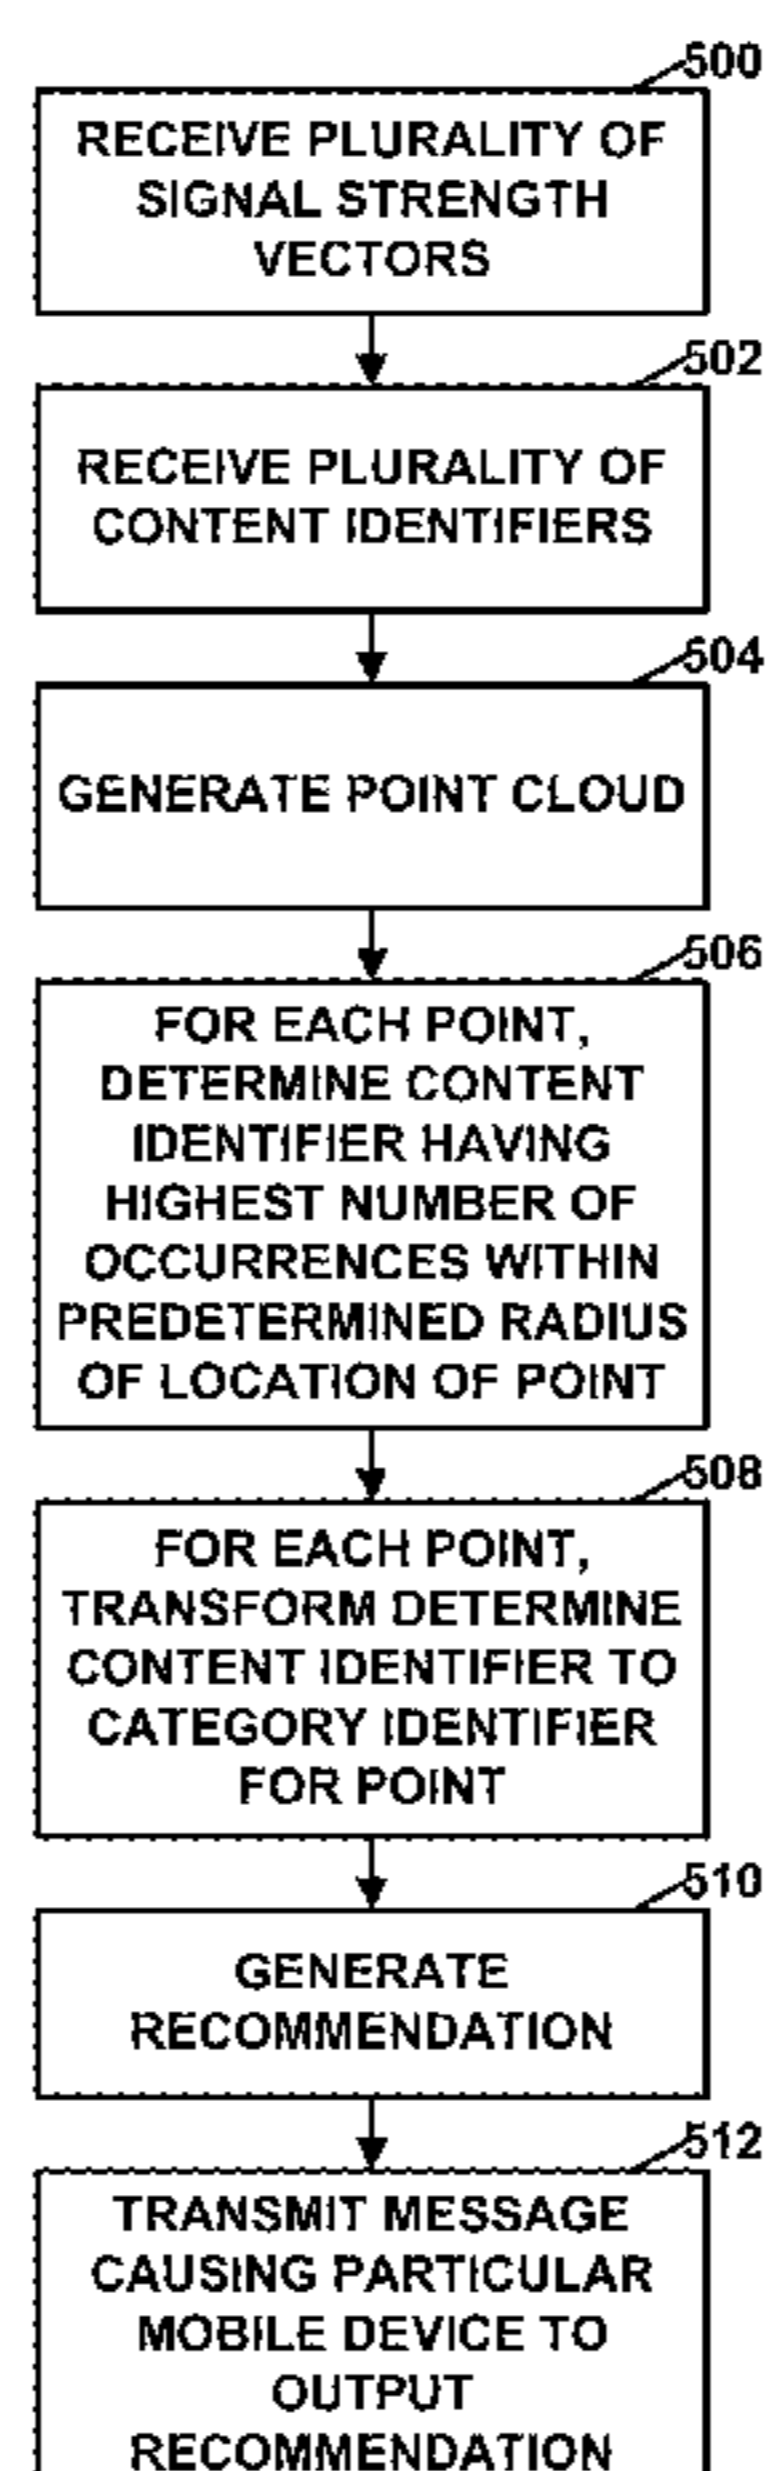 500
RECEIVE PLURALITY OF
SIGNAL STRENGTH
VECTORS
502
RECEIVE PLURALITY OF
CONTENT IDENTIFIERS
504
GENERATE POINT CLOUD
506
FOR EACH POINT,
DETERMINE CONTENT
IDENTIFIER HAVING
HIGHEST NUMBER OF
OCCURRENCES WITHIN
PREDETERMINED RADIUS
OF LOCATION OF POINT
508
FOR EACH POINT,
TRANSFORM DETERMINE
CONTENT IDENTIFIER TO
CATEGORY IDENTIFIER
FOR POINT
510
GENERATE
RECOMMENDATION
512
TRANSMIT MESSAGE
CAUSING PARTICULAR
MOBILE DEVICE TO
OUTPUT
RECOMMENDATION